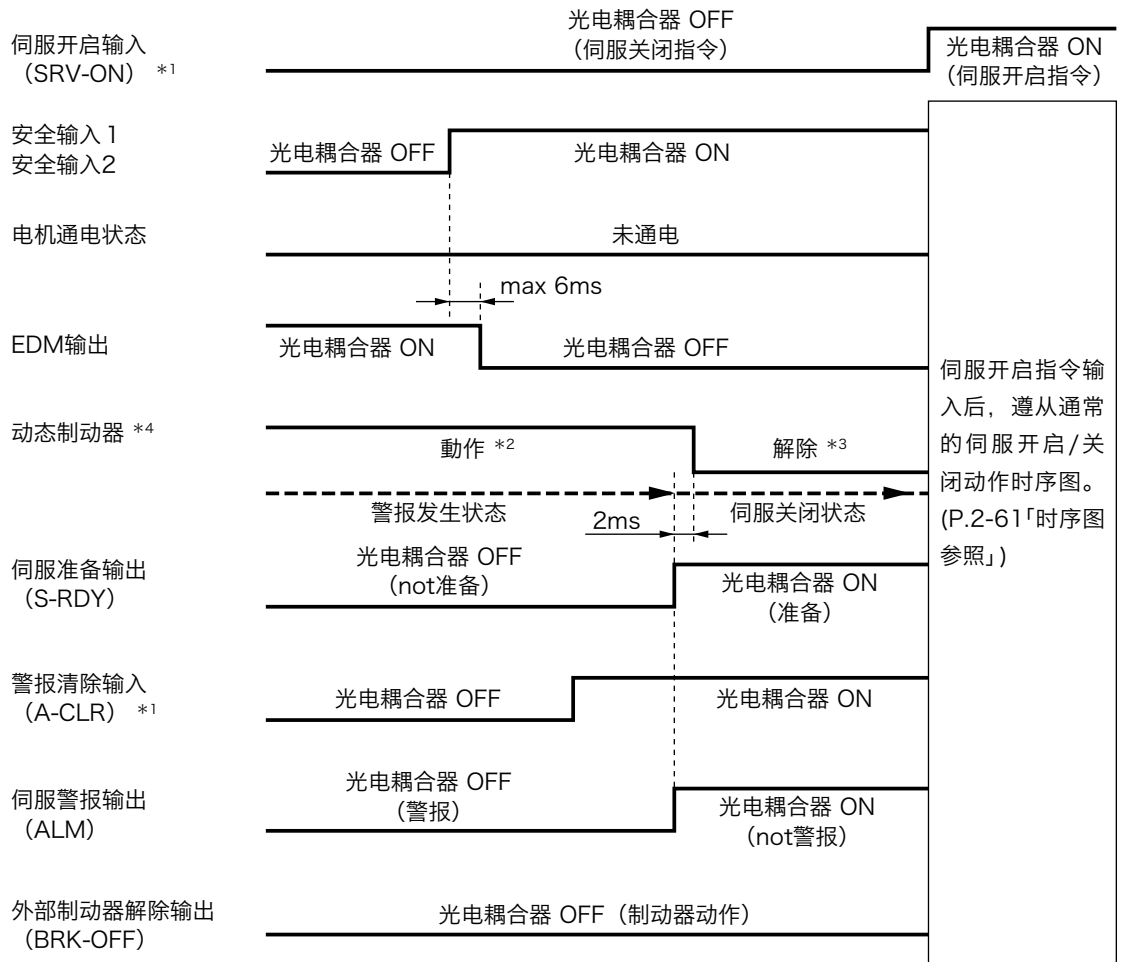 光电耦合器 OFF
（伺服关闭指令）
伺服开启输入
（SRV-ON） *1
光电耦合器 ON
（伺服开启指令）
安全输入1
安全输入2
光电耦合器 OFF
光电耦合器 ON
电机通电状态
未通电
max 6ms
EDM输出
光电耦合器 ON
光电耦合器 OFF
动态制动器 *4
動作 *2
解除 *3
警报发生状态
伺服关闭状态
2ms
伺服准备输出
（S-RDY）
光电耦合器 OFF
（not准备）
光电耦合器 ON
（准备）
警报清除输入
（A-CLR） *1
光电耦合器 OFF
光电耦合器 ON
伺服警报输出
（ALM）
光电耦合器 OFF
（警报）
光电耦合器 ON
（not警报）
外部制动器解除输出
（BRK-OFF）
光电耦合器 OFF（制动器动作）
伺服开启指令输
入后，遵从通常
的伺服开启/关
闭动作时序图。
(P.2-61「时序图
参照」)